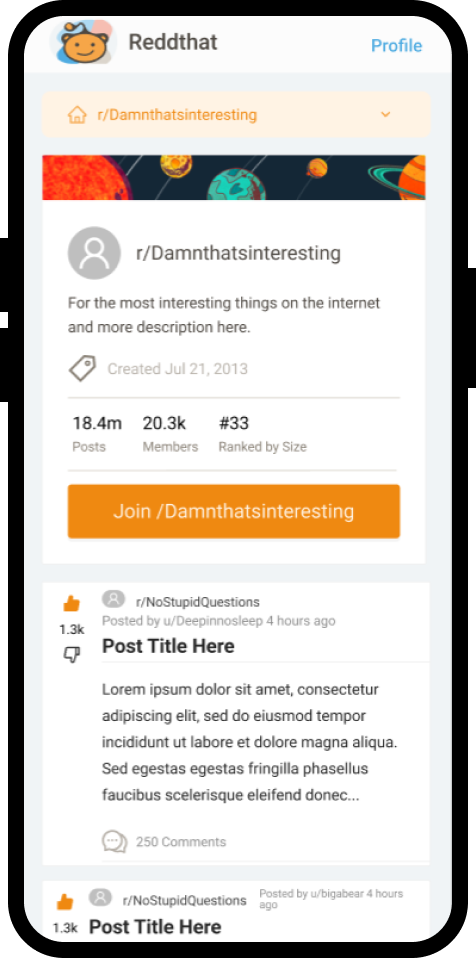 Reddthat
Profile
r/Damnthatsinteresting
r/Damnthatsinteresting
For the most interesting things on the internet
and more description here.
Created Jul 21, 2013
18.4m 20.3k #33
Posts Members Ranked by Size
Join /Damnthatsinteresting
r/NoStupidQuestions
Posted by u/Deepinnosleep 4 hours ago
1.3k
Post Title Here
Lorem ipsum dolor sit amet, consectetur
adipiscing elit, sed do eiusmod tempor
incididunt ut labore et dolore magna aliqua.
Sed egestas egestas fringilla phasellus
faucibus scelerisque eleifend donec...
250 Comments
r/NoStupidQuestions
Posted by u/bigabear 4 hours
ago
1.3k Post Title Here